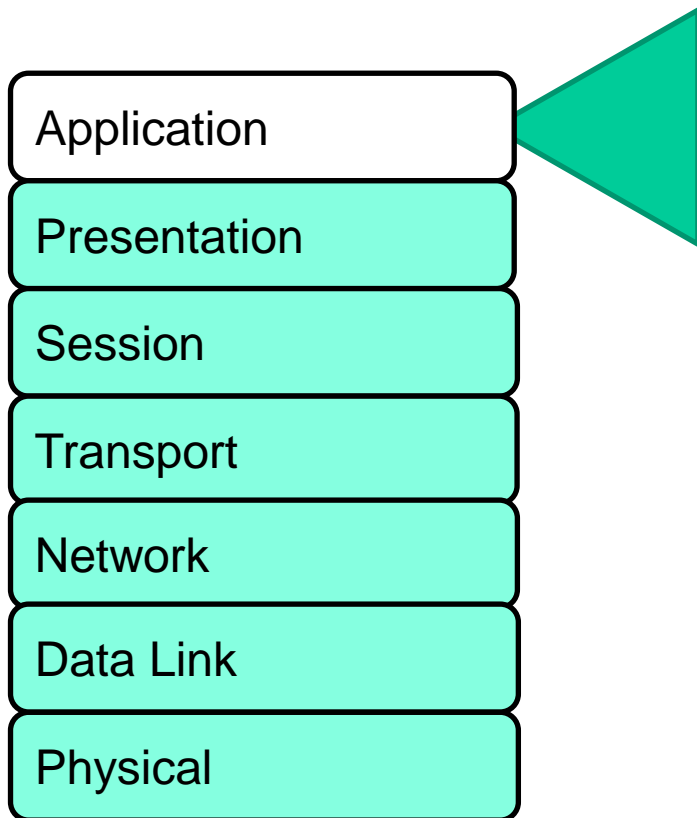 Application
Presentation
Session
Transport
Network
Data Link
Physical